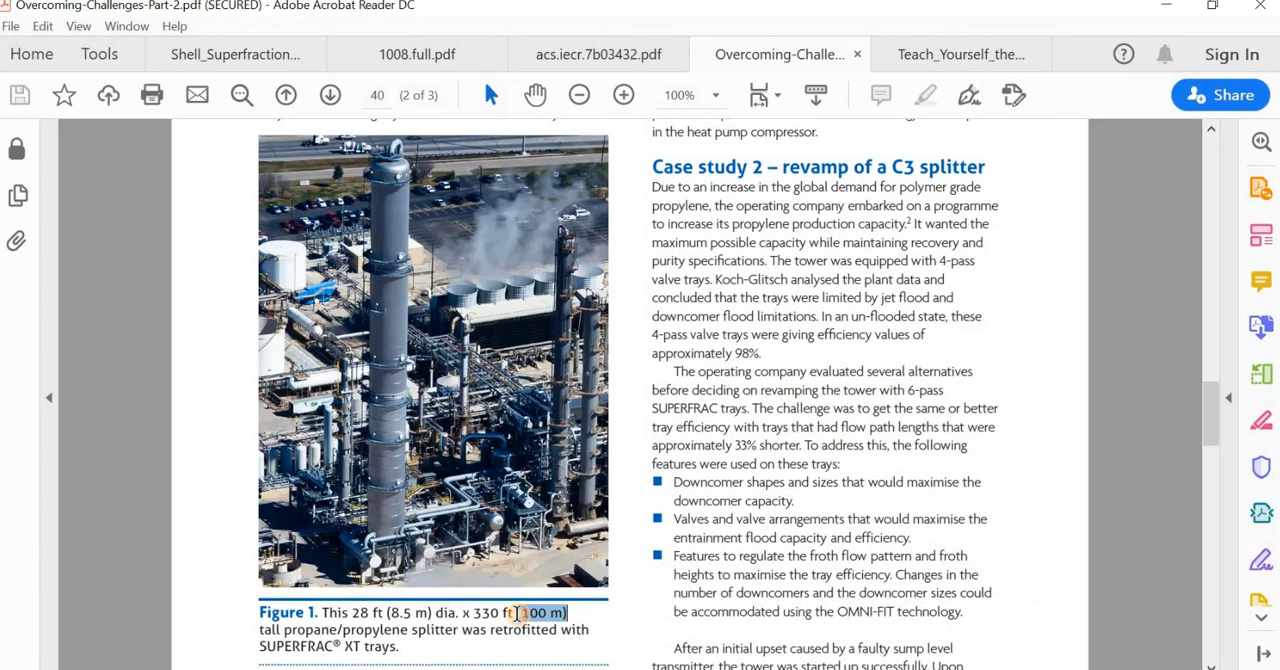 Overcoming-Challenges-Part-2.pdf (SECURED) - Adobe Acrobat Reader DC
File Edit View Window Help
Home Tools Shell_Superfraction... 1008.full.pdf acs.iecr.7b03432.pdf Overcoming-Challe... × Teach_Yourself_the... Sign In
40 (2 of 3) 100% Share
in the heat pump compressor.
Case study 2 – revamp of a C3 splitter
Due to an increase in the global demand for polymer grade
propylene, the operating company embarked on a programme
to increase its propylene production capacity.² It wanted the
maximum possible capacity while maintaining recovery and
purity specifications. The tower was equipped with 4-pass
valve trays. Koch-Glitsch analysed the plant data and
concluded that the trays were limited by jet flood and
downcomer flood limitations. In an un-flooded state, these
4-pass valve trays were giving efficiency values of
approximately 98%.
The operating company evaluated several alternatives
before deciding on revamping the tower with 6-pass
SUPERFRAC trays. The challenge was to get the same or better
tray efficiency with trays that had flow path lengths that were
approximately 33% shorter. To address this, the following
features were used on these trays:
Downcomer shapes and sizes that would maximise the
downcomer capacity.
Valves and valve arrangements that would maximise the
entrainment flood capacity and efficiency.
Features to regulate the froth flow pattern and froth
heights to maximise the tray efficiency. Changes in the
number of downcomers and the downcomer sizes could
be accommodated using the OMNI-FIT technology.
After an initial upset caused by a faulty sump level
transmitter, the tower was started up successfully. Upon
Figure 1. This 28 ft (8.5 m) dia. x 330 ft (100 m)
tall propane/propylene splitter was retrofitted with
SUPERFRAC® XT trays.